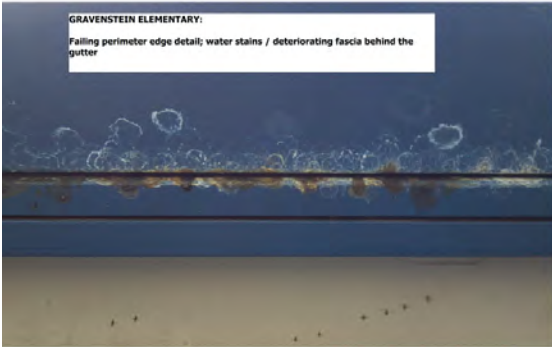 GRAVENSTEIN ELEMENTARY:
Failing perimeter edge detail; water stains / deteriorating fascia behind the
gutter